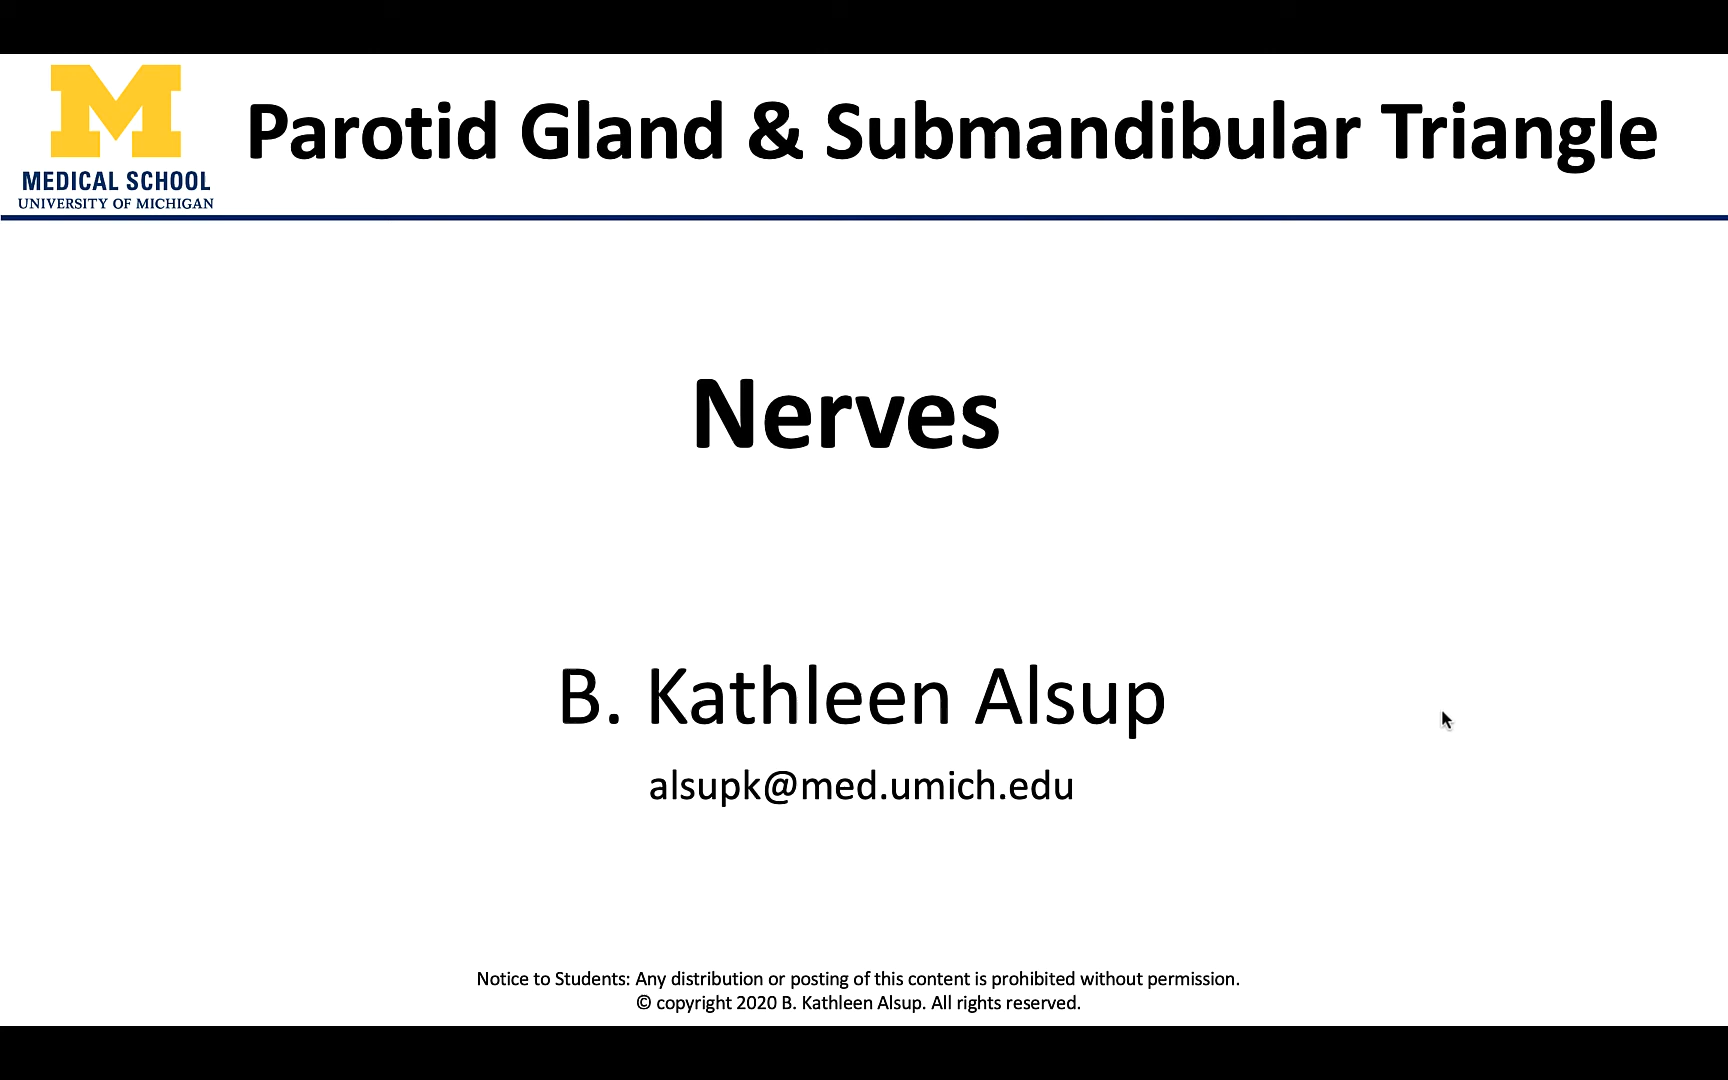 M
MEDICAL SCHOOL
UNIVERSITY OF MICHIGAN
Parotid Gland & Submandibular Triangle
Nerves
B. Kathleen Alsup
alsupk@med.umich.edu
Notice to Students: Any distribution or posting of this content is prohibited without permission.
© copyright 2020 B. Kathleen Alsup. All rights reserved.